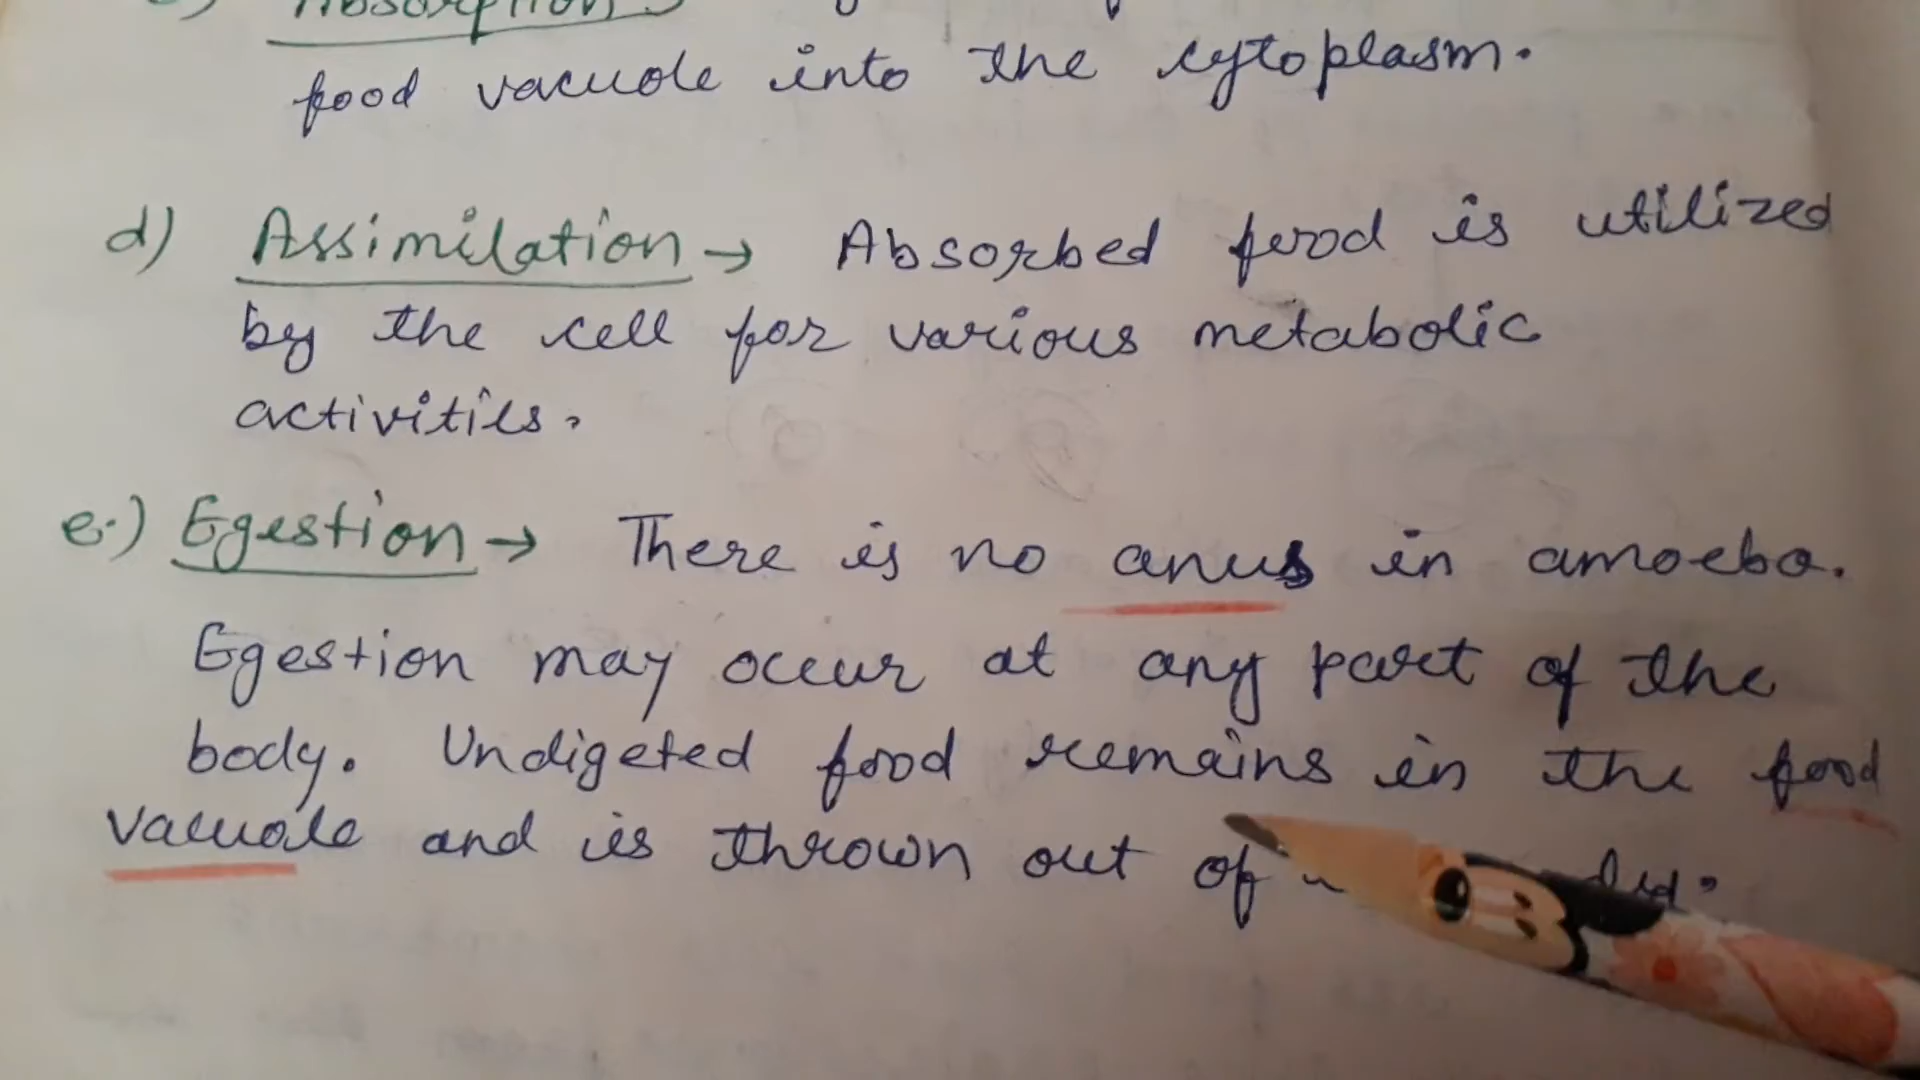 Absorption
food vacuole into the cytoplasm.
d) Assimilation → Absorbed food is utilized
by the cell for various metabolic
activities.
e.) Egestion → There is no anus in amoeba.
Egestion may occur at any part of the
body. Undigeted food remains in the food
vacuole and is thrown out of